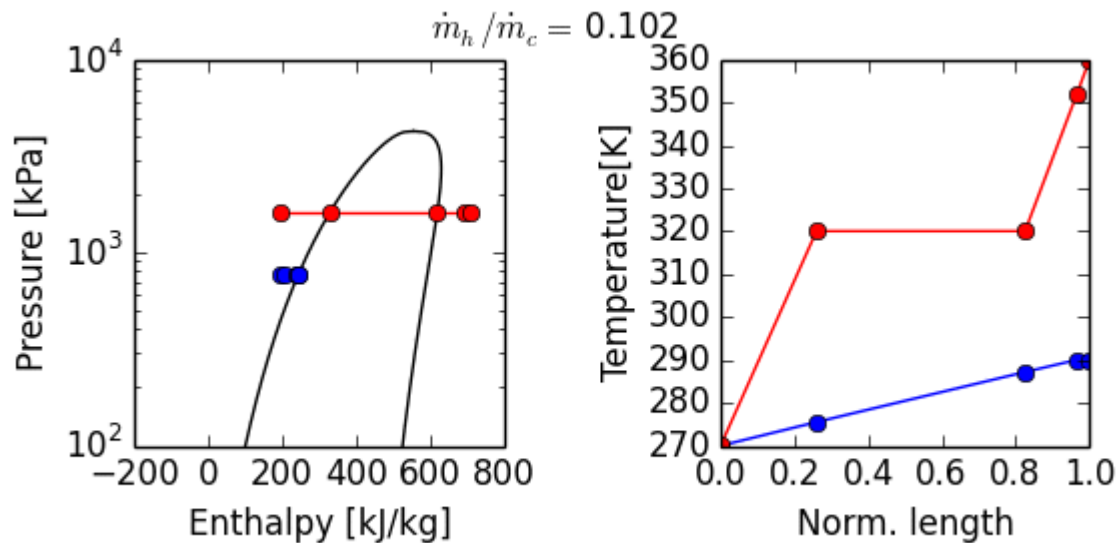 ṁ_h/ṁ_c = 0.102
Pressure [kPa]
10^4
10^3
10^2
−200 0 200 400 600 800
Enthalpy [kJ/kg]
Temperature[K]
360
350
340
330
320
310
300
290
280
270
0.0 0.2 0.4 0.6 0.8 1.0
Norm. length